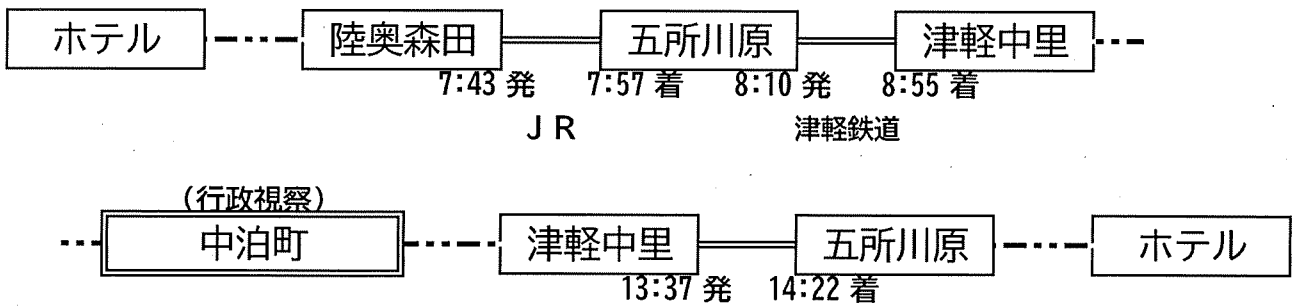 ホテル 陸奥森田 五所川原 津軽中里
7:43 発 7:57 着 8:10 発 8:55 着
JR 津軽鉄道
（行政視察）
中泊町 津軽中里 五所川原 ホテル
13:37 発 14:22 着